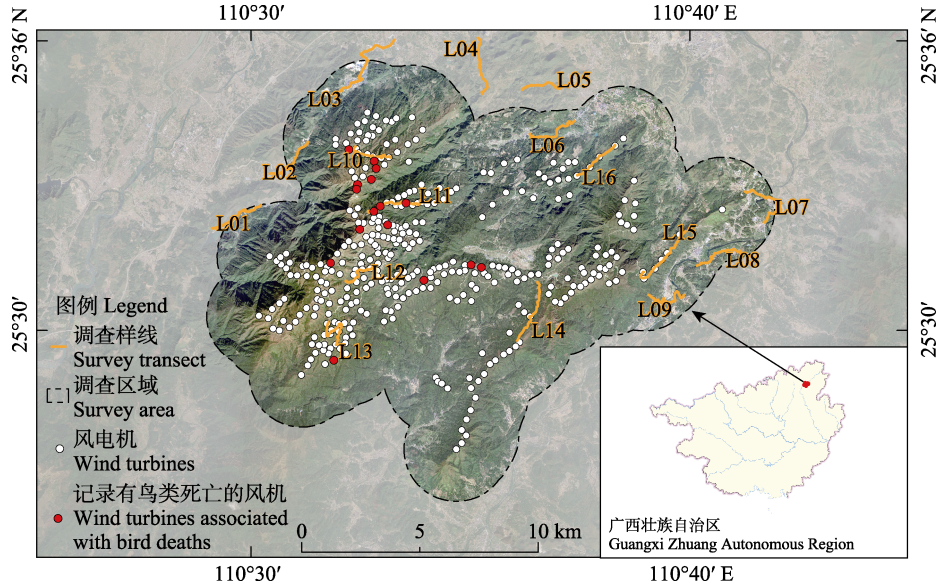 110°30′
110°40′ E
25°36′ N
25°36′ N
L04
L05
L03
L06
L10
L02
L16
L11
L07
L01
L15
L08
L12
图例 Legend
调查样线
Survey transect
调查区域
Survey area
风电机
Wind turbines
记录有鸟类死亡的风机
Wind turbines associated
with bird deaths
L09
L14
L13
25°30′
25°30′
0 5 10 km
广西壮族自治区
Guangxi Zhuang Autonomous Region
110°30′
110°40′ E